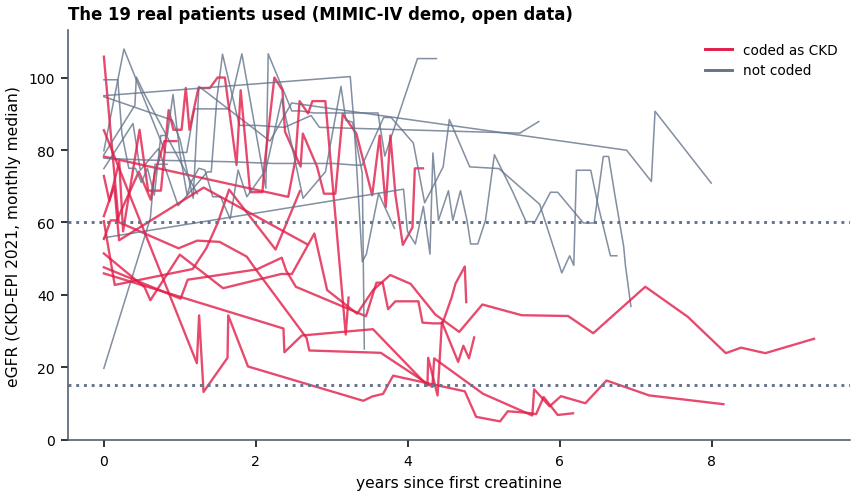 The 19 real patients used (MIMIC-IV demo, open data)
coded as CKD
not coded
100
80
60
40
20
0
eGFR (CKD-EPI 2021, monthly median)
0 2 4 6 8
years since first creatinine